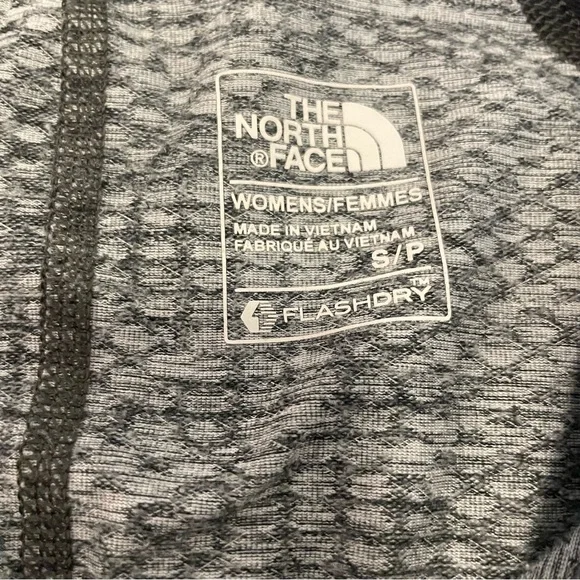 THE
NORTH
®FACE
WOMENS/FEMMES
MADE IN VIETNAM
FABRIQUÉ AU VIETNAM
S/P
FLASHDRY™